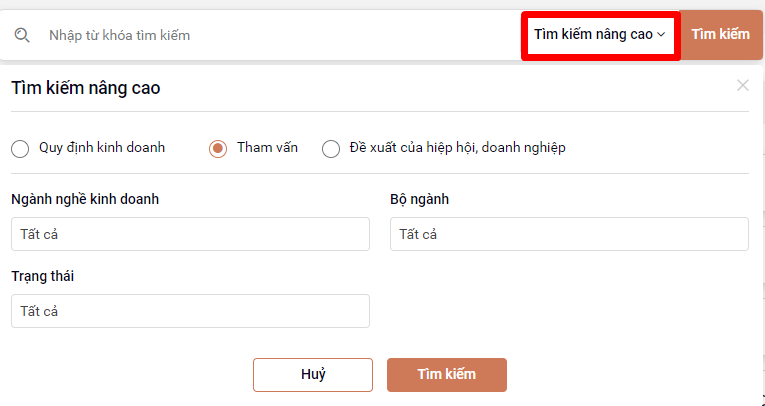 Nhập từ khóa tìm kiếm Tìm kiếm nâng cao Tìm kiếm
Tìm kiếm nâng cao
Quy định kinh doanh Tham vấn Đề xuất của hiệp hội, doanh nghiệp
Ngành nghề kinh doanh Bộ ngành
Tất cả Tất cả
Trạng thái
Tất cả
Huỷ Tìm kiếm